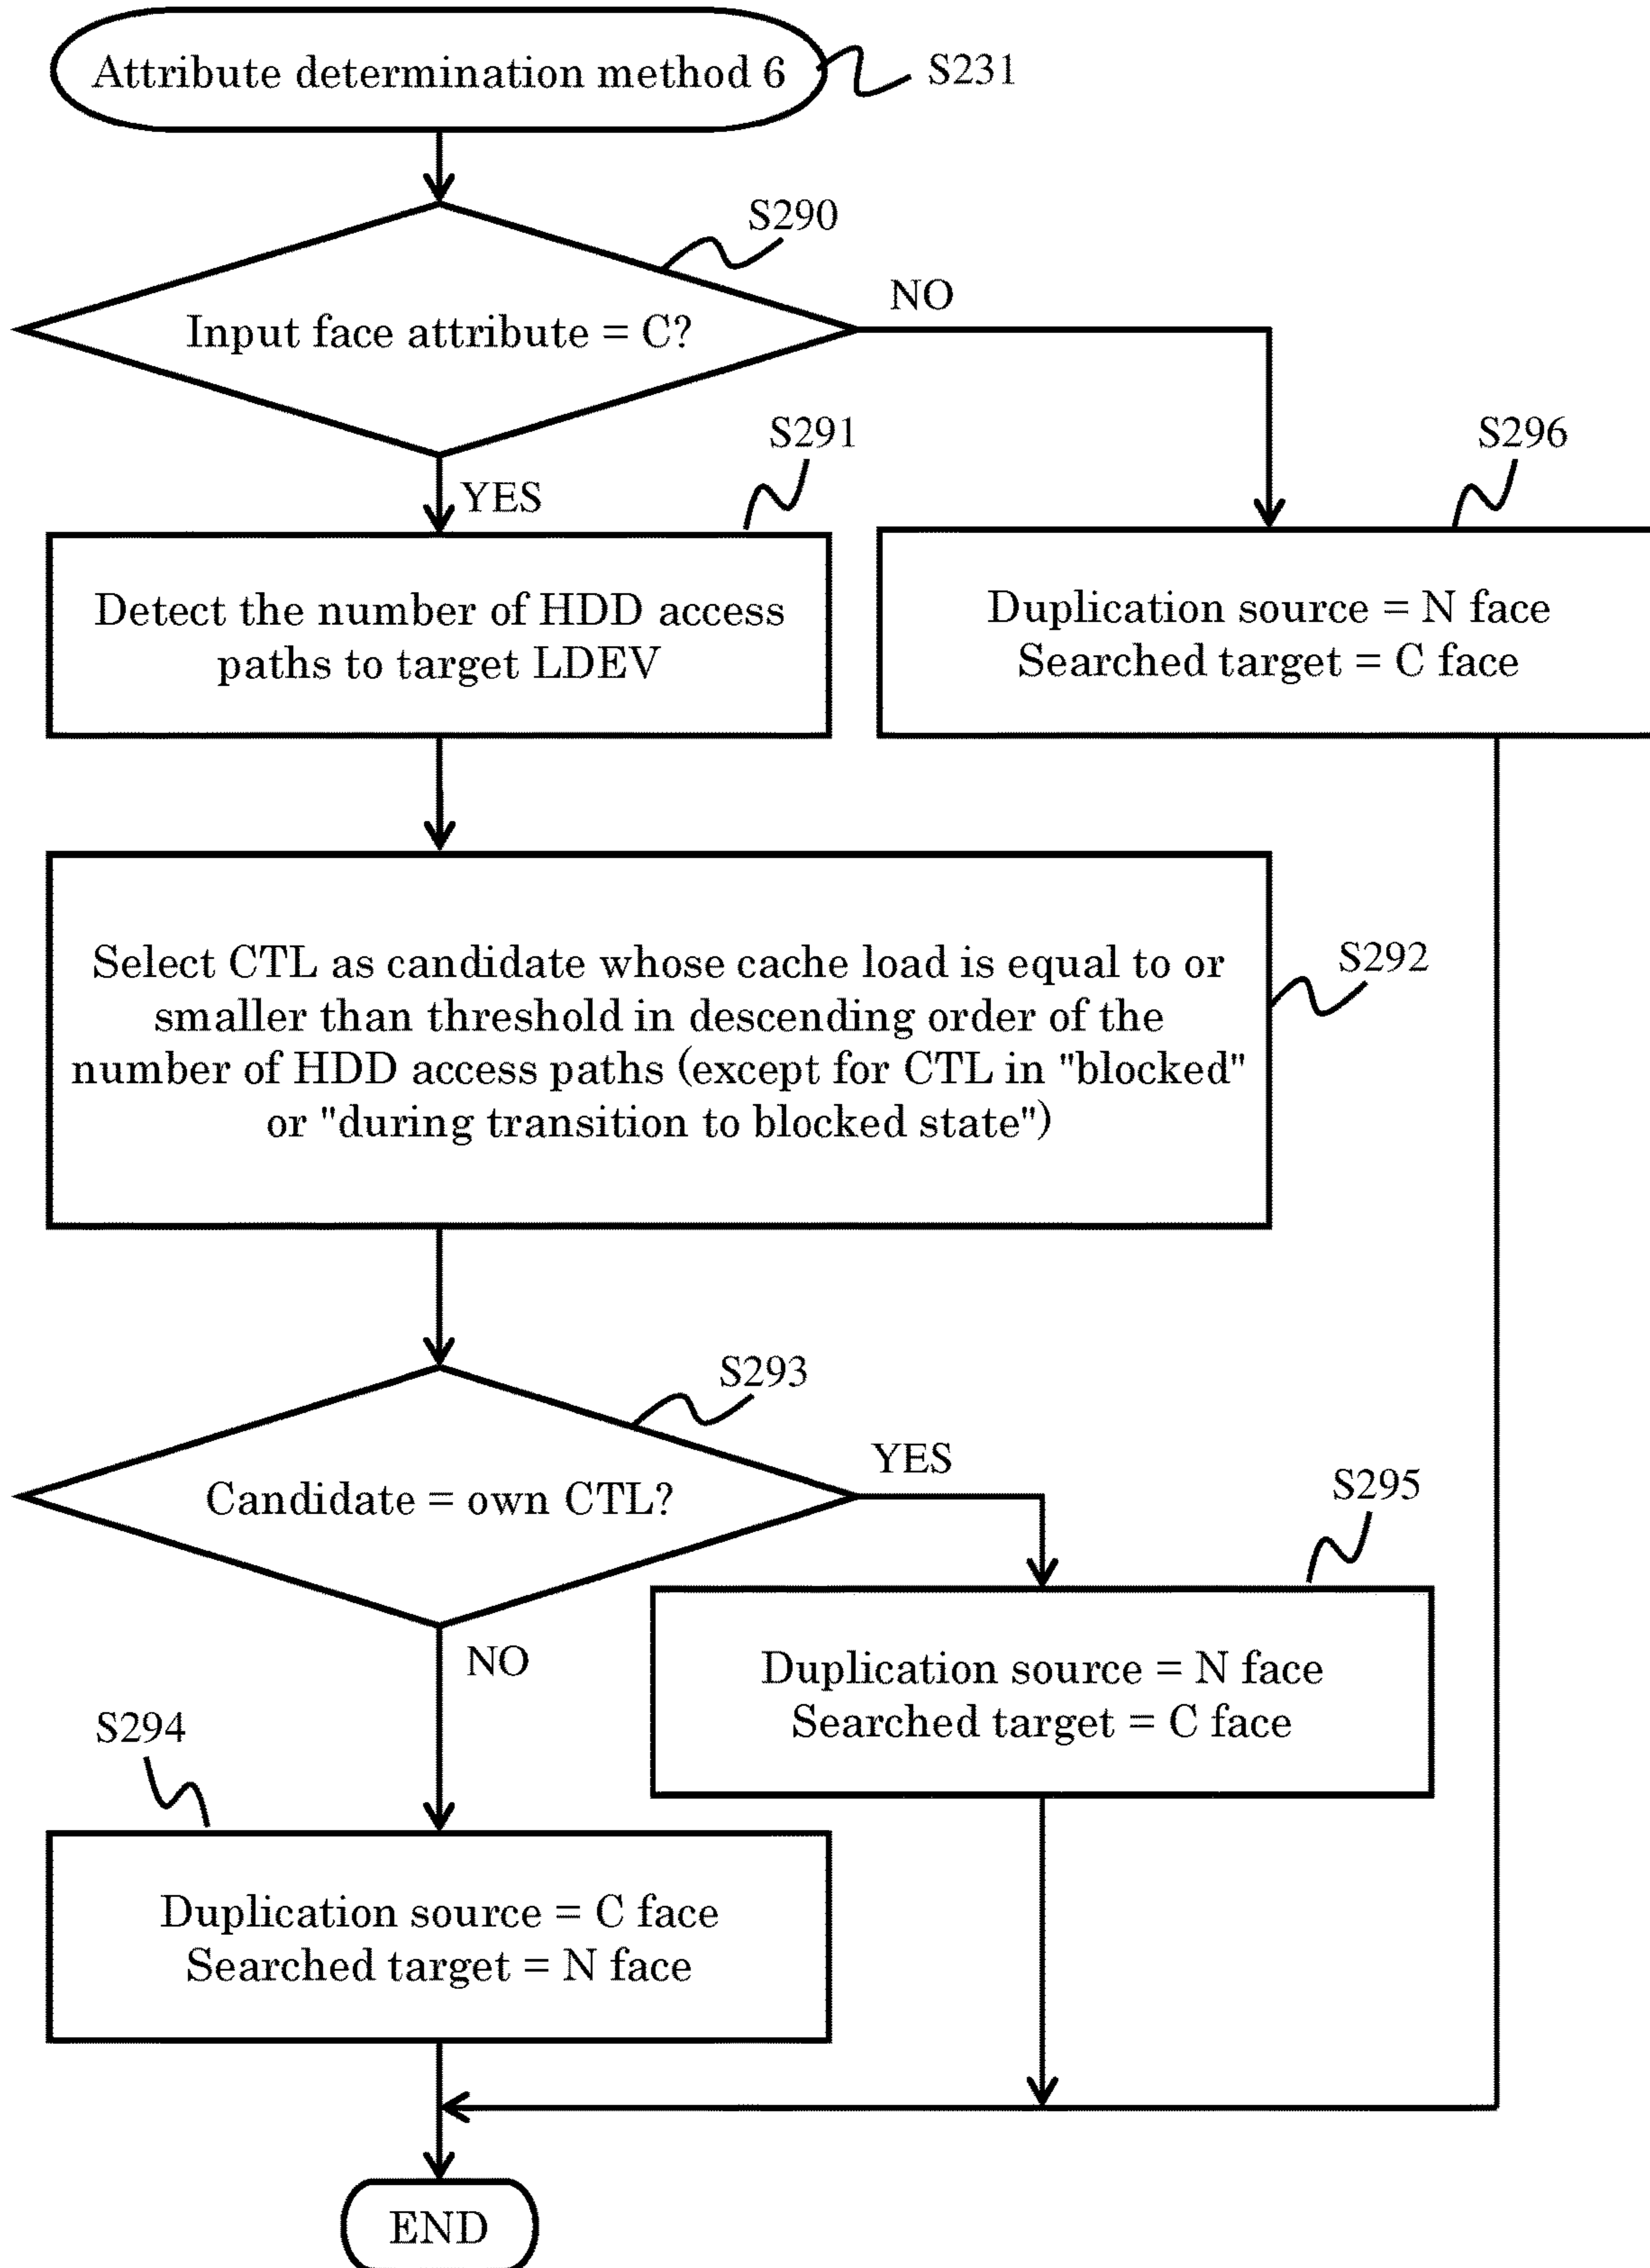 Attribute determination method 6
S231
S290
Input face attribute = C?
NO
YES
S291
Detect the number of HDD access
paths to target LDEV
S296
Duplication source = N face
Searched target = C face
Select CTL as candidate whose cache load is equal to or
smaller than threshold in descending order of the
number of HDD access paths (except for CTL in "blocked"
or "during transition to blocked state")
S292
S293
Candidate = own CTL?
YES
S295
Duplication source = N face
Searched target = C face
NO
S294
Duplication source = C face
Searched target = N face
END